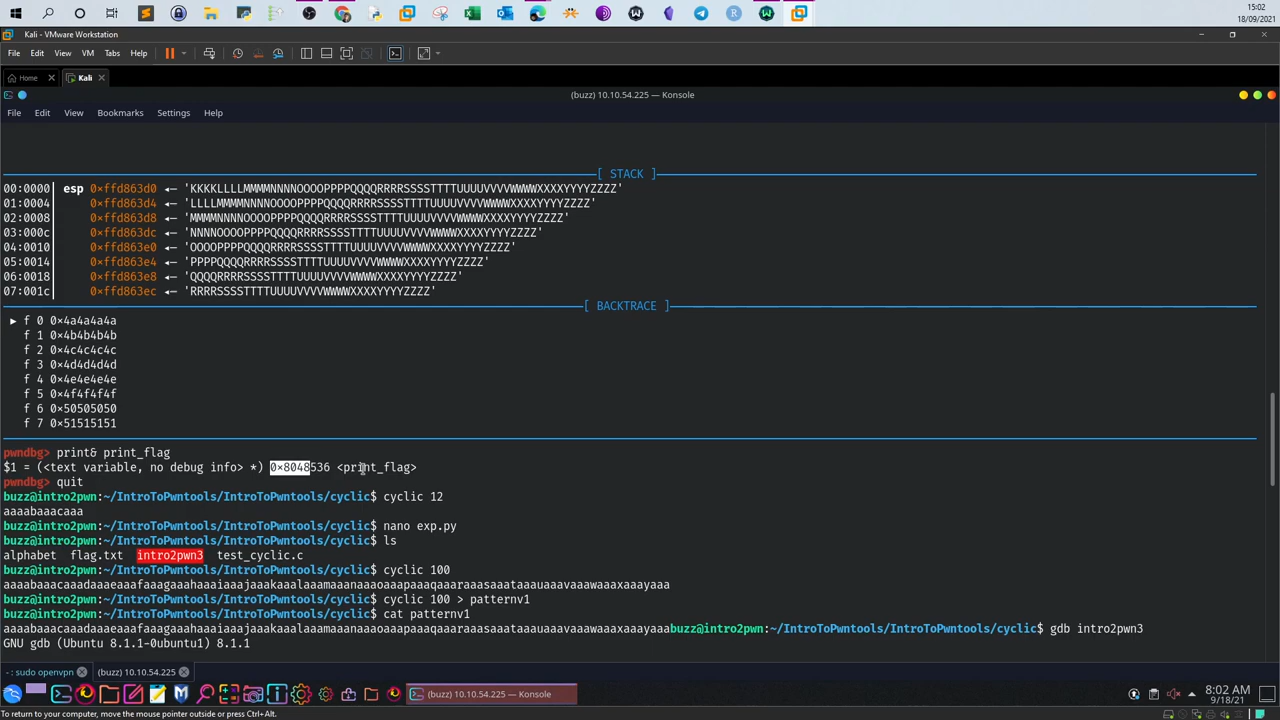 15:02
18/09/2021
Kali - VMware Workstation
File Edit View VM Tabs Help
Home Kali
(buzz) 10.10.54.225 — Konsole
File Edit View Bookmarks Settings Help
[ STACK ]
00:0000│ esp 0×ffd863d0 ◂— 'KKKKLLLLMMMMNNNNOOOOPPPPQQQQRRRRSSSSTTTTUUUUVVVVWWWWXXXXYYYYZZZZ'
01:0004│ 0×ffd863d4 ◂— 'LLLLMMMMNNNNOOOOPPPPQQQQRRRRSSSSTTTTUUUUVVVVWWWWXXXXYYYYZZZZ'
02:0008│ 0×ffd863d8 ◂— 'MMMMNNNNOOOOPPPPQQQQRRRRSSSSTTTTUUUUVVVVWWWWXXXXYYYYZZZZ'
03:000c│ 0×ffd863dc ◂— 'NNNNOOOOPPPPQQQQRRRRSSSSTTTTUUUUVVVVWWWWXXXXYYYYZZZZ'
04:0010│ 0×ffd863e0 ◂— 'OOOOPPPPQQQQRRRRSSSSTTTTUUUUVVVVWWWWXXXXYYYYZZZZ'
05:0014│ 0×ffd863e4 ◂— 'PPPPQQQQRRRRSSSSTTTTUUUUVVVVWWWWXXXXYYYYZZZZ'
06:0018│ 0×ffd863e8 ◂— 'QQQQRRRRSSSSTTTTUUUUVVVVWWWWXXXXYYYYZZZZ'
07:001c│ 0×ffd863ec ◂— 'RRRRSSSSTTTTUUUUVVVVWWWWXXXXYYYYZZZZ'
[ BACKTRACE ]
► f 0 0×4a4a4a4a
f 1 0×4b4b4b4b
f 2 0×4c4c4c4c
f 3 0×4d4d4d4d
f 4 0×4e4e4e4e
f 5 0×4f4f4f4f
f 6 0×50505050
f 7 0×51515151
pwndbg> print& print_flag
$1 = (<text variable, no debug info> *) 0×8048536 <print_flag>
pwndbg> quit
buzz@intro2pwn:~/IntroToPwntools/IntroToPwntools/cyclic$ cyclic 12
aaaabaaacaaa
buzz@intro2pwn:~/IntroToPwntools/IntroToPwntools/cyclic$ nano exp.py
buzz@intro2pwn:~/IntroToPwntools/IntroToPwntools/cyclic$ ls
alphabet flag.txt intro2pwn3 test_cyclic.c
buzz@intro2pwn:~/IntroToPwntools/IntroToPwntools/cyclic$ cyclic 100
aaaabaaacaaadaaaeaaafaaagaaahaaaiaaajaaakaaalaaamaaanaaaoaaapaaaqaaaraaasaaataaauaaavaaawaaaxaaayaaa
buzz@intro2pwn:~/IntroToPwntools/IntroToPwntools/cyclic$ cyclic 100 > patternv1
buzz@intro2pwn:~/IntroToPwntools/IntroToPwntools/cyclic$ cat patternv1
aaaabaaacaaadaaaeaaafaaagaaahaaaiaaajaaakaaalaaamaaanaaaoaaapaaaqaaaraaasaaataaauaaavaaawaaaxaaayaaabuzz@intro2pwn:~/IntroToPwntools/IntroToPwntools/cyclic$ gdb intro2pwn3
GNU gdb (Ubuntu 8.1.1-0ubuntu1) 8.1.1
- : sudo openvpn (buzz) 10.10.54.225
(buzz) 10.10.54.225 — Konsole
8:02 AM
9/18/21
To return to your computer, move the mouse pointer outside or press Ctrl+Alt.